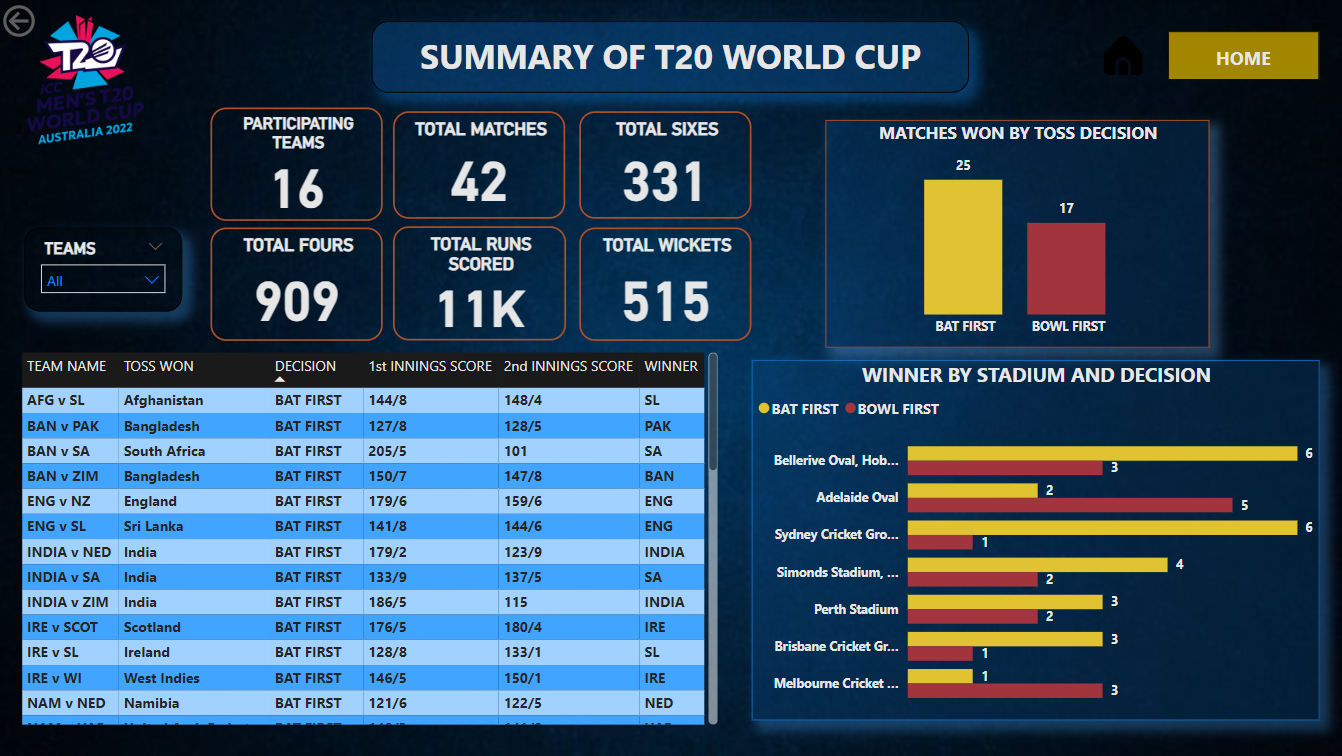 T20
ICC
MEN'S T20
WORLD CUP
AUSTRALIA 2022
SUMMARY OF T20 WORLD CUP
HOME
PARTICIPATING
TEAMS
16
TOTAL MATCHES
42
TOTAL SIXES
331
TEAMS
All
TOTAL FOURS
909
TOTAL RUNS
SCORED
11K
TOTAL WICKETS
515
MATCHES WON BY TOSS DECISION
25
17
BAT FIRST
BOWL FIRST
TEAM NAME TOSS WON DECISION 1st INNINGS SCORE 2nd INNINGS SCORE WINNER
AFG v SL Afghanistan BAT FIRST 144/8 148/4 SL
BAN v PAK Bangladesh BAT FIRST 127/8 128/5 PAK
BAN v SA South Africa BAT FIRST 205/5 101 SA
BAN v ZIM Bangladesh BAT FIRST 150/7 147/8 BAN
ENG v NZ England BAT FIRST 179/6 159/6 ENG
ENG v SL Sri Lanka BAT FIRST 141/8 144/6 ENG
INDIA v NED India BAT FIRST 179/2 123/9 INDIA
INDIA v SA India BAT FIRST 133/9 137/5 SA
INDIA v ZIM India BAT FIRST 186/5 115 INDIA
IRE v SCOT Scotland BAT FIRST 176/5 180/4 IRE
IRE v SL Ireland BAT FIRST 128/8 133/1 SL
IRE v WI West Indies BAT FIRST 146/5 150/1 IRE
NAM v NED Namibia BAT FIRST 121/6 122/5 NED
WINNER BY STADIUM AND DECISION
BAT FIRST BOWL FIRST
Bellerive Oval, Hob... 6
3
Adelaide Oval 2
5
Sydney Cricket Gro... 6
1
Simonds Stadium, ... 4
2
Perth Stadium 3
2
Brisbane Cricket Gr... 3
1
Melbourne Cricket ... 1
3